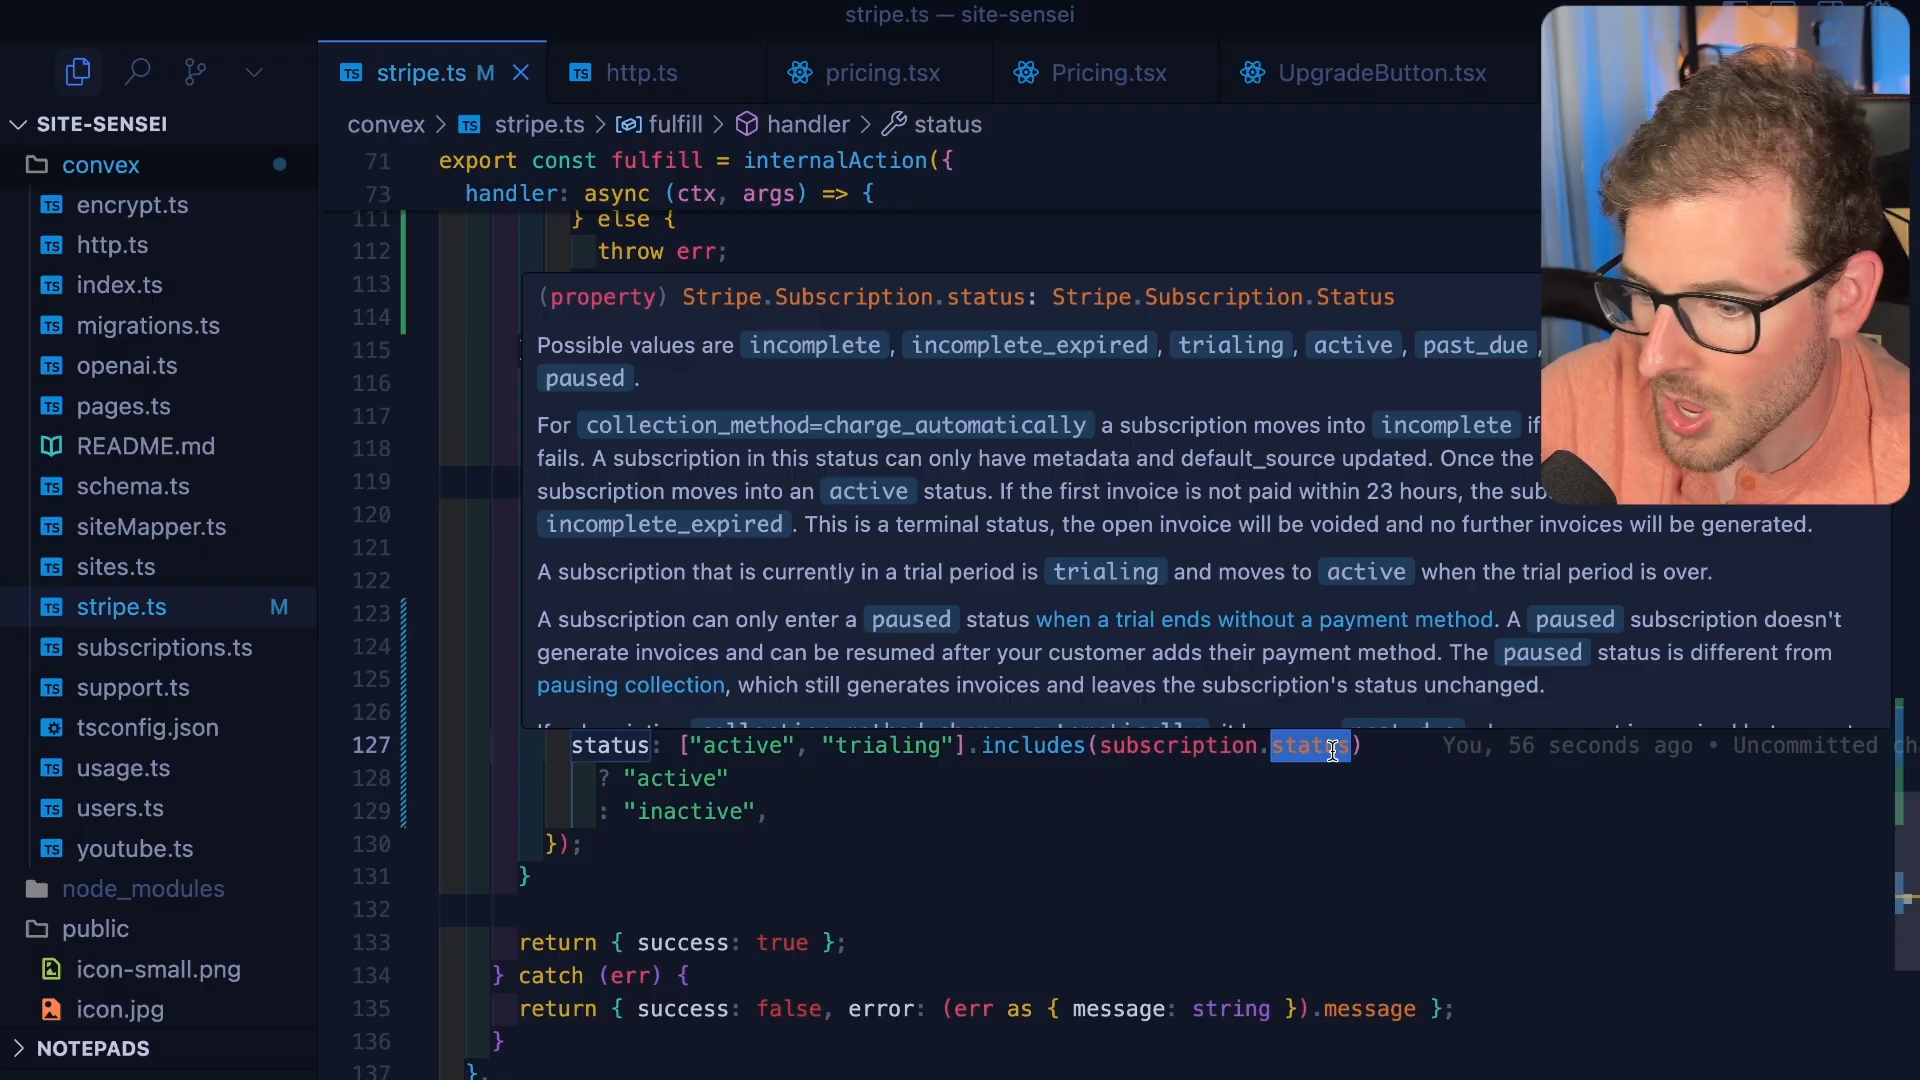 stripe.ts — site-sensei
stripe.ts M
http.ts
pricing.tsx
Pricing.tsx
UpgradeButton.tsx
SITE-SENSEI
convex
encrypt.ts
http.ts
index.ts
migrations.ts
openai.ts
pages.ts
README.md
schema.ts
siteMapper.ts
sites.ts
stripe.ts M
subscriptions.ts
support.ts
tsconfig.json
usage.ts
users.ts
youtube.ts
node_modules
public
icon-small.png
icon.jpg
NOTEPADS
convex > stripe.ts > fulfill > handler > status
71 export const fulfill = internalAction({
73 handler: async (ctx, args) => {
111 } else {
112 throw err;
113
114
115
116
117
118
119
120
121
122
123
124
125
126
(property) Stripe.Subscription.status: Stripe.Subscription.Status
Possible values are incomplete, incomplete_expired, trialing, active, past_due,
paused.
For collection_method=charge_automatically a subscription moves into incomplete if
fails. A subscription in this status can only have metadata and default_source updated. Once the
subscription moves into an active status. If the first invoice is not paid within 23 hours, the
incomplete_expired. This is a terminal status, the open invoice will be voided and no further invoices will be generated.
A subscription that is currently in a trial period is trialing and moves to active when the trial period is over.
A subscription can only enter a paused status when a trial ends without a payment method. A paused subscription doesn't
generate invoices and can be resumed after your customer adds their payment method. The paused status is different from
pausing collection, which still generates invoices and leaves the subscription's status unchanged.
127 status: ["active", "trialing"].includes(subscription.status) You, 56 seconds ago • Uncommitted
128 ? "active"
129 : "inactive",
130 });
131 }
132
133 return { success: true };
134 } catch (err) {
135 return { success: false, error: (err as { message: string }).message };
136 }
137 },